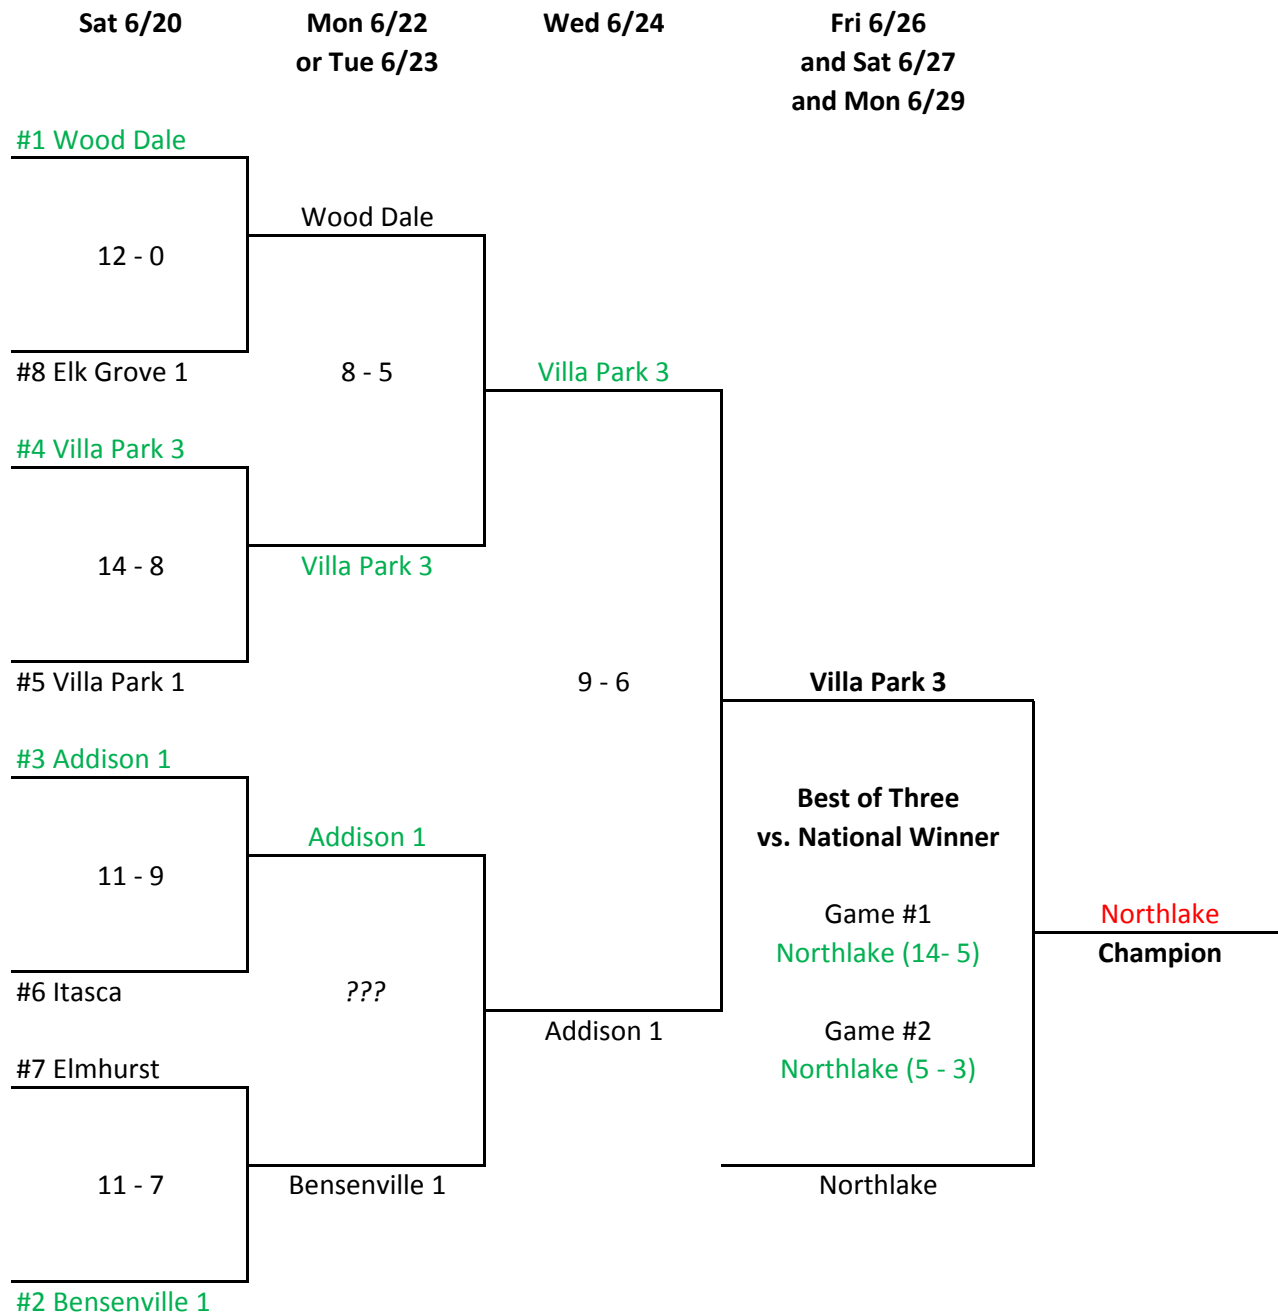 Sat 6/20
Mon 6/22
or Tue 6/23
Wed 6/24
Fri 6/26
and Sat 6/27
and Mon 6/29
#1 Wood Dale
Wood Dale
12 - 0
#8 Elk Grove 1
8 - 5
Villa Park 3
#4 Villa Park 3
14 - 8
Villa Park 3
#5 Villa Park 1
9 - 6
Villa Park 3
#3 Addison 1
Best of Three
vs. National Winner
Addison 1
11 - 9
Game #1
Northlake (14- 5)
Northlake
Champion
#6 Itasca
???
Addison 1
Game #2
Northlake (5 - 3)
#7 Elmhurst
11 - 7
Bensenville 1
Northlake
#2 Bensenville 1